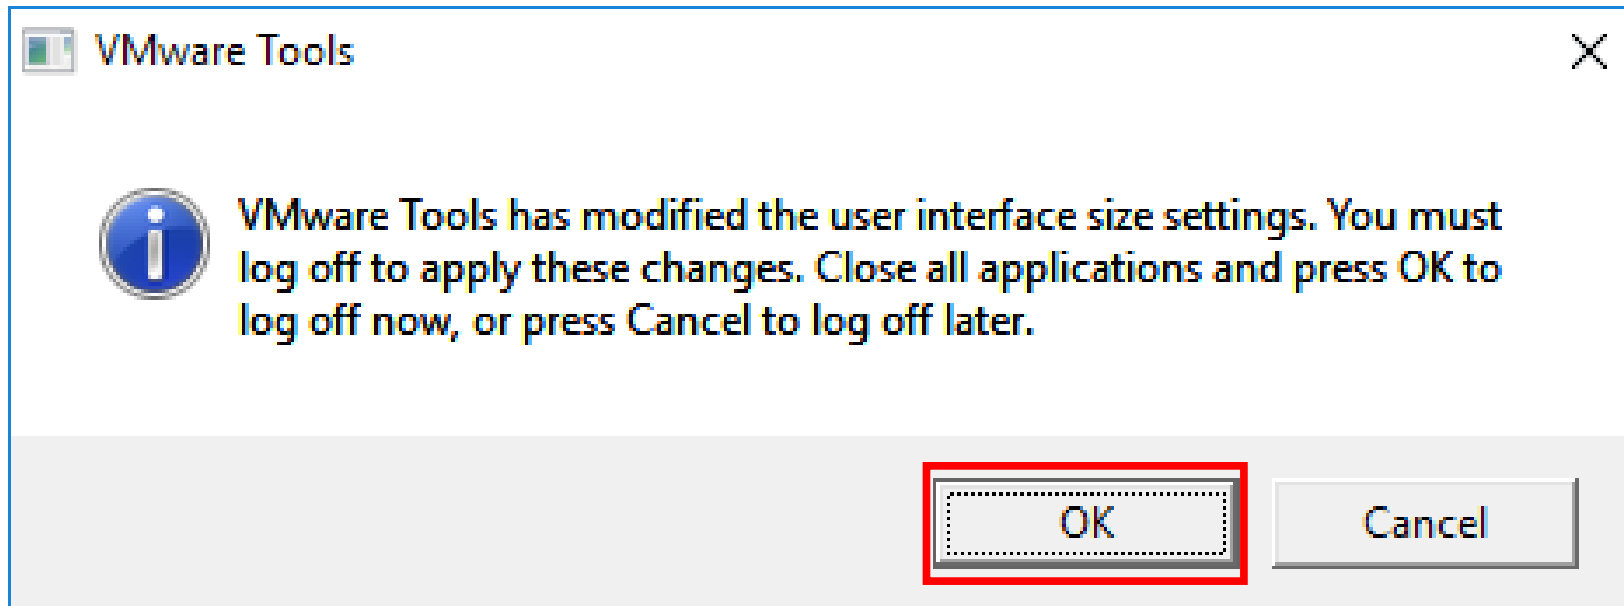 VMware Tools
VMware Tools has modified the user interface size settings. You must
log off to apply these changes. Close all applications and press OK to
log off now, or press Cancel to log off later.
OK
Cancel